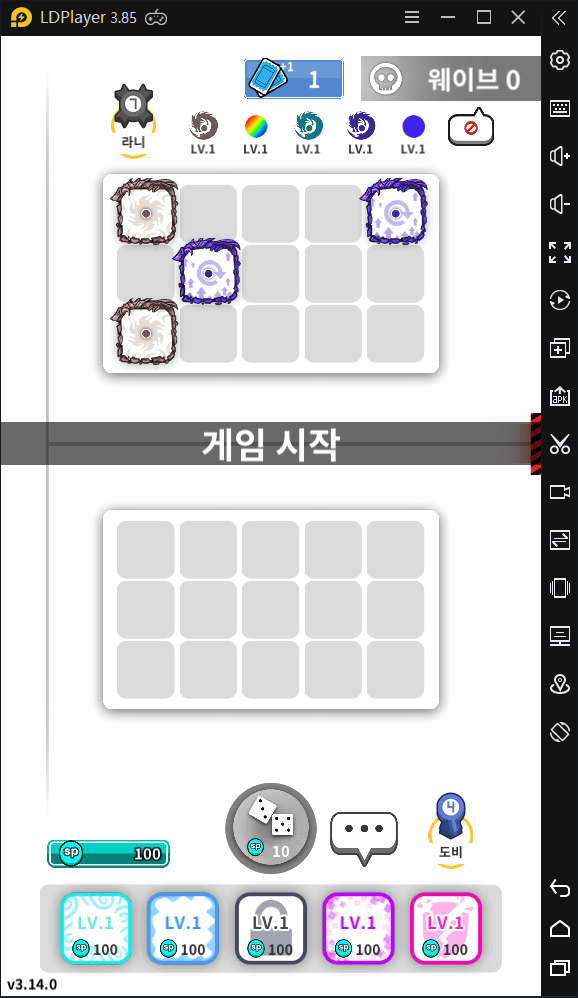 LDPlayer 3.85
+1
1
웨이브 0
7
라니
LV.1 LV.1 LV.1 LV.1 LV.1
게임 시작
sp 10
4
도비
sp 100
LV.1 LV.1 LV.1 LV.1 LV.1
sp 100 sp 100 sp 100 sp 100 sp 100
v3.14.0
APK